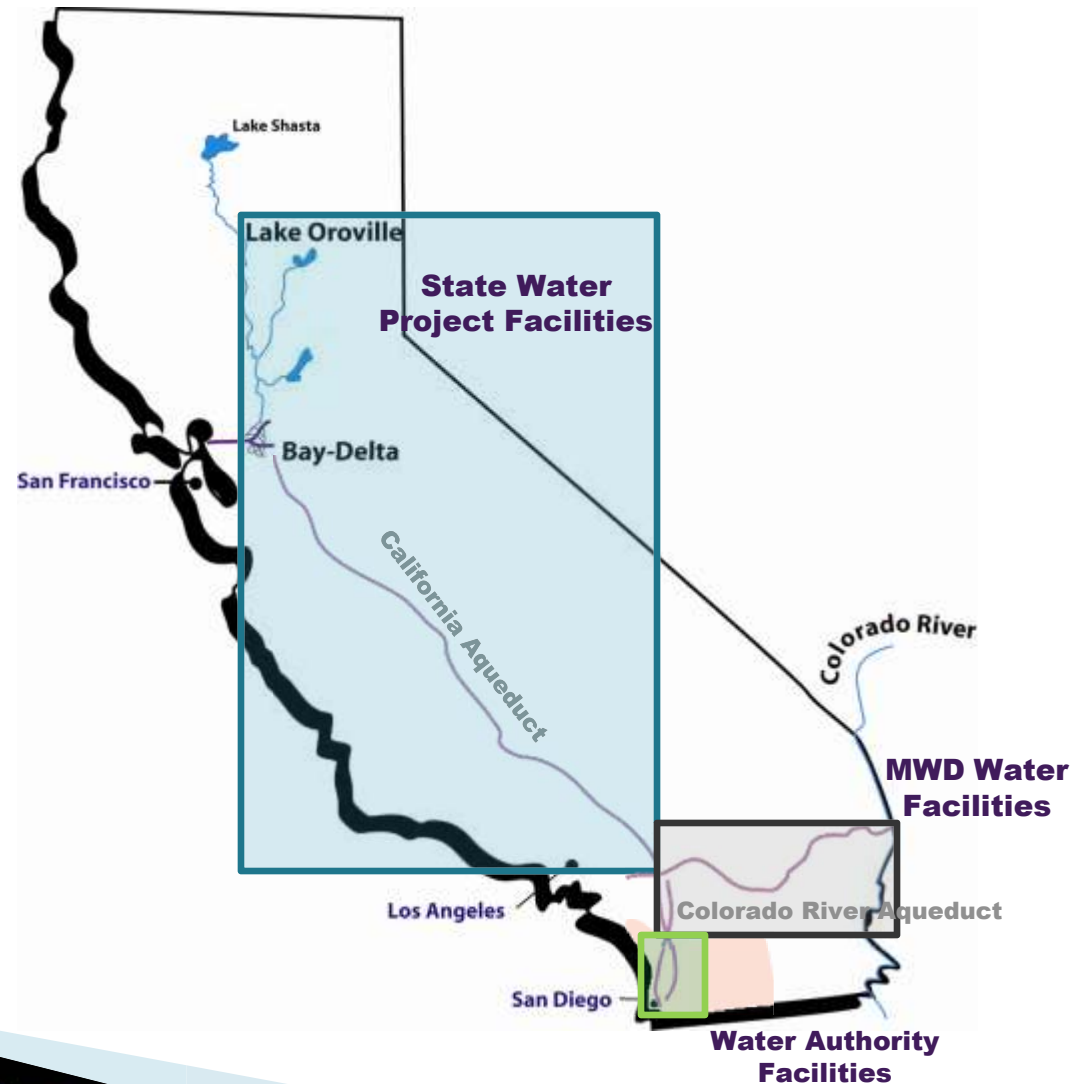 Lake Shasta
Lake Oroville
State Water
Project Facilities
Bay-Delta
San Francisco
California Aqueduct
Colorado River
MWD Water
Facilities
Los Angeles
Colorado River Aqueduct
San Diego
Water Authority
Facilities